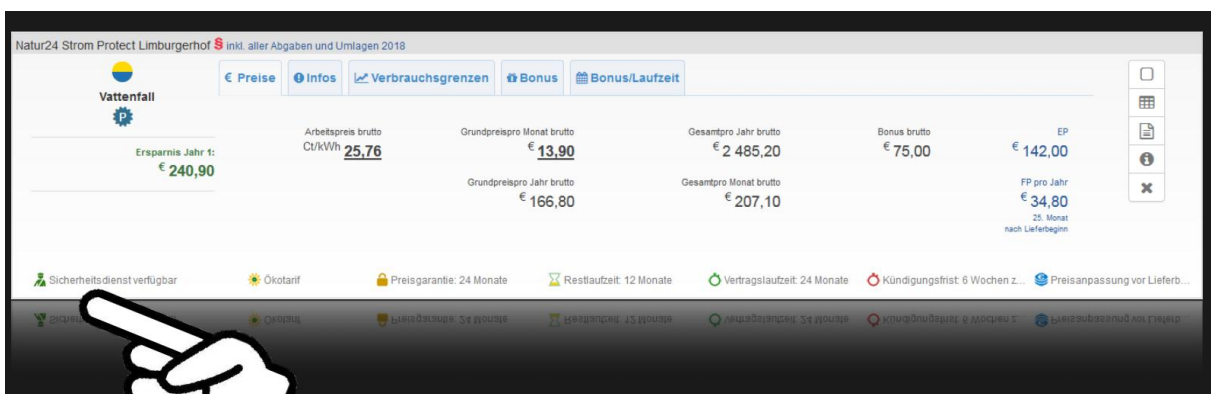 Natur24 Strom Protect Limburgerhof § inkl. aller Abgaben und Umlagen 2018
Vattenfall
P
Ersparnis Jahr 1:
€ 240,90
€ Preise
Infos
Verbrauchsgrenzen
Bonus
Bonus/Laufzeit
Arbeitspreis brutto
Ct/kWh 25,76
Grundpreispro Monat brutto
€ 13,90
Gesamtpro Jahr brutto
€ 2 485,20
Bonus brutto
€ 75,00
EP
€ 142,00
Grundpreispro Jahr brutto
€ 166,80
Gesamtpro Monat brutto
€ 207,10
FP pro Jahr
€ 34,80
25. Monat
nach Lieferbeginn
Sicherheitsdienst verfügbar
Ökotarif
Preisgarantie: 24 Monate
Restlaufzeit: 12 Monate
Vertragslaufzeit: 24 Monate
Kündigungsfrist: 6 Wochen z...
Preisanpassung vor Lieferb...